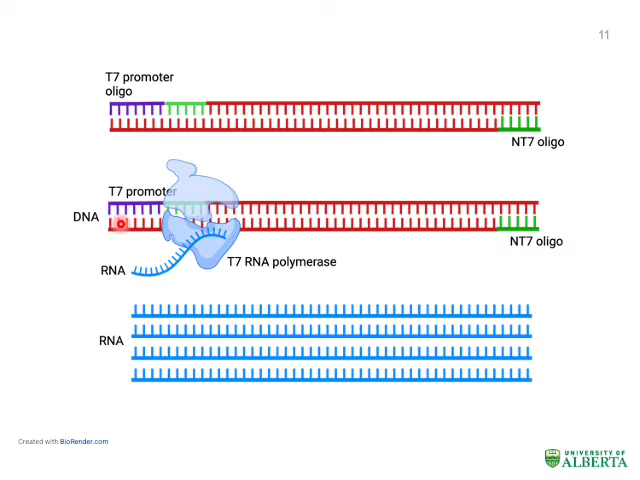 11
T7 promoter
oligo
NT7 oligo
T7 promoter
DNA
NT7 oligo
T7 RNA polymerase
RNA
RNA
Created with BioRender.com
UNIVERSITY OF
ALBERTA